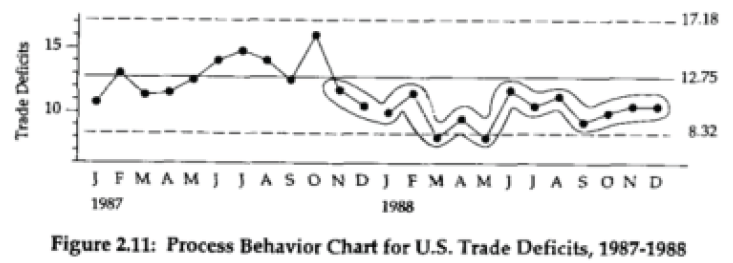 17.18
15
12.75
Trade Deficits
10
8.32
J F M A M J J A S O N D J F M A M J J A S O N D
1987 1988
Figure 2.11: Process Behavior Chart for U.S. Trade Deficits, 1987-1988